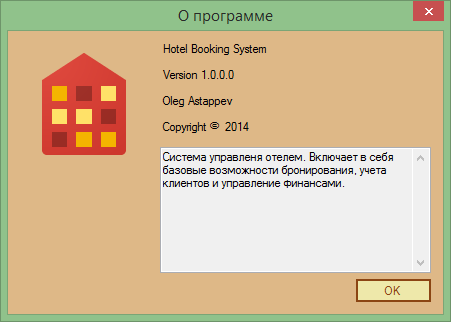 О программе
Hotel Booking System
Version 1.0.0.0
Oleg Astappev
Copyright © 2014
Система управленя отелем. Включает в себя
базовые возможности бронирования, учета
клиентов и управление финансами.
OK